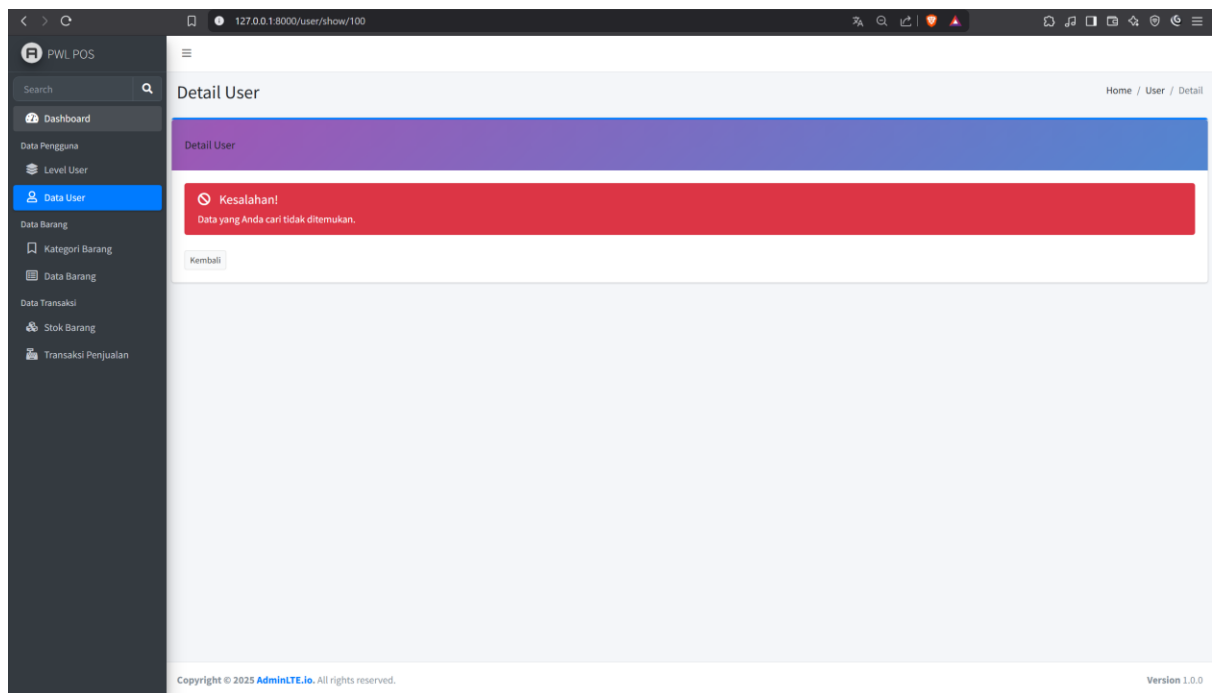 127.0.0.1:8000/user/show/100
PWL POS
Search
Dashboard
Data Pengguna
Level User
Data User
Data Barang
Kategori Barang
Data Barang
Data Transaksi
Stok Barang
Transaksi Penjualan
Detail User
Home / User / Detail
Detail User
Kesalahan!
Data yang Anda cari tidak ditemukan.
Kembali
Copyright © 2025 AdminLTE.io. All rights reserved.
Version 1.0.0